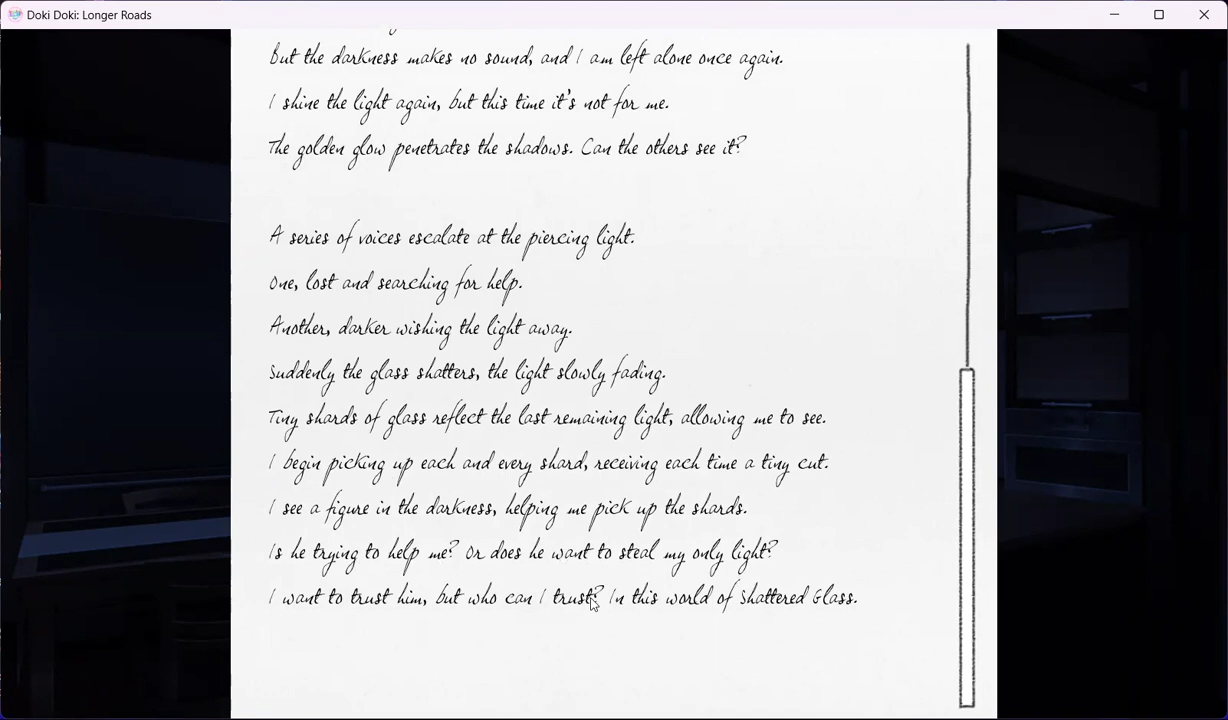 Doki Doki: Longer Roads
But the darkness makes no sound, and I am left alone once again.
I shine the light again, but this time it's not for me.
The golden glow penetrates the shadows. Can the others see it?
A series of voices escalate at the piercing light.
One, lost and searching for help.
Another, darker wishing the light away.
Suddenly the glass shatters, the light slowly fading.
Tiny shards of glass reflect the last remaining light, allowing me to see.
I begin picking up each and every shard, receiving each time a tiny cut.
I see a figure in the darkness, helping me pick up the shards.
Is he trying to help me? Or does he want to steal my only light?
I want to trust him, but who can I trust? In this world of Shattered Glass.